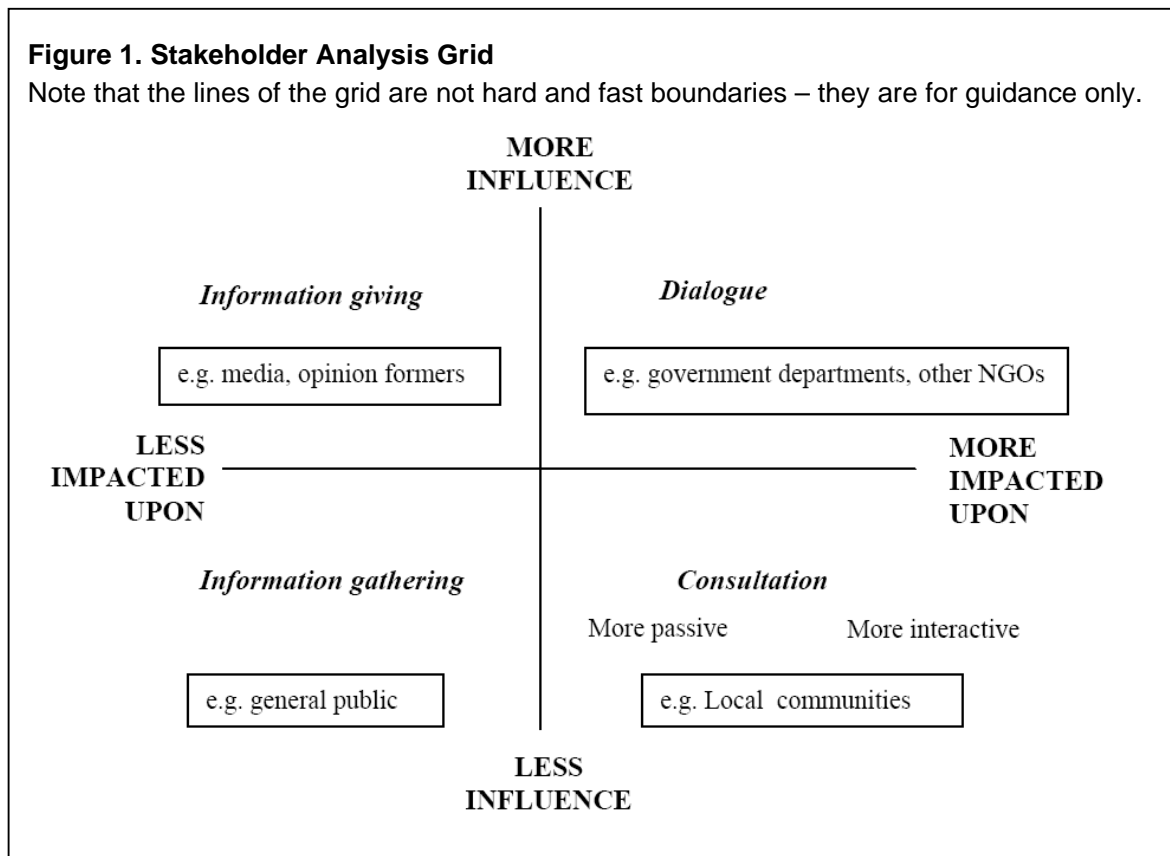 Figure 1. Stakeholder Analysis Grid
Note that the lines of the grid are not hard and fast boundaries – they are for guidance only.
MORE
INFLUENCE
Information giving
Dialogue
e.g. media, opinion formers
e.g. government departments, other NGOs
LESS
IMPACTED
UPON
MORE
IMPACTED
UPON
Information gathering
Consultation
More passive
More interactive
e.g. general public
e.g. Local communities
LESS
INFLUENCE